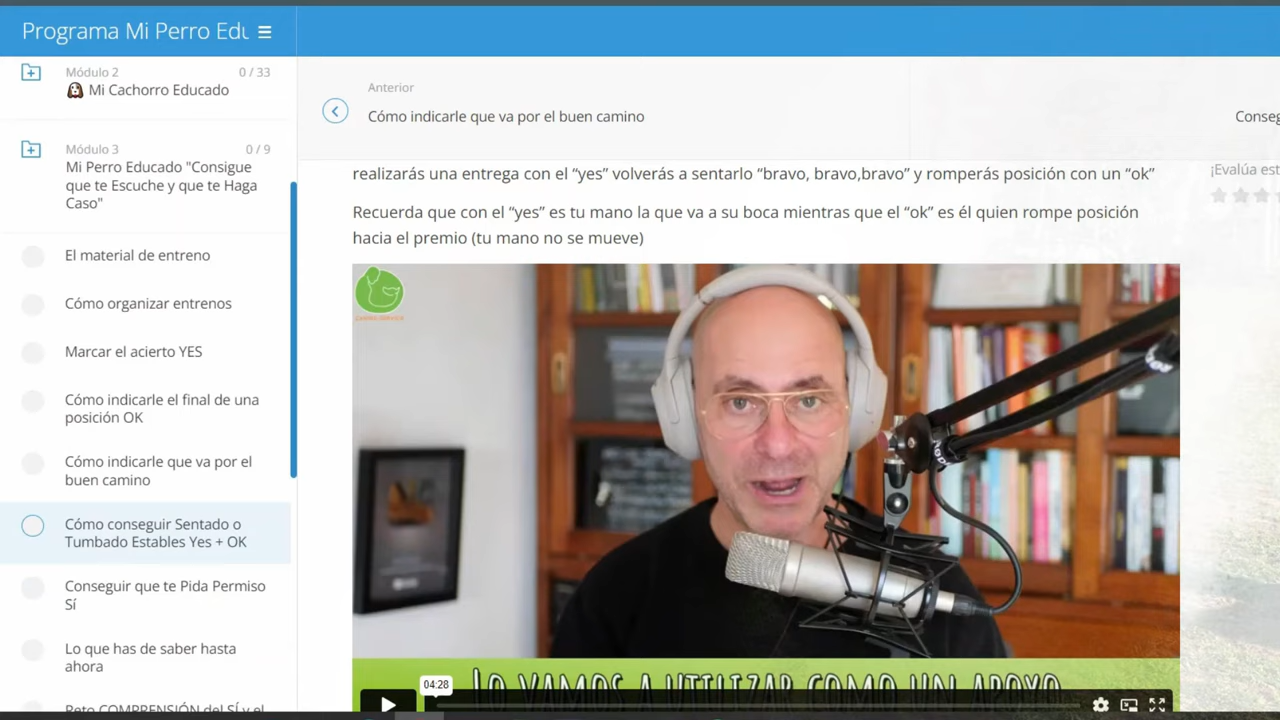 Programa Mi Perro Edu
Módulo 2
0 / 33
Mi Cachorro Educado
Módulo 3
0 / 9
Mi Perro Educado "Consigue
que te Escuche y que te Haga
Caso"
El material de entreno
Cómo organizar entrenos
Marcar el acierto YES
Cómo indicarle el final de una
posición OK
Cómo indicarle que va por el
buen camino
Cómo conseguir Sentado o
Tumbado Estables Yes + OK
Conseguir que te Pida Permiso
Sí
Lo que has de saber hasta
ahora
Reto COMPRENSIÓN del SÍ y el
Anterior
Cómo indicarle que va por el buen camino
Conseg
realizarás una entrega con el “yes” volverás a sentarlo “bravo, bravo,bravo” y romperás posición con un “ok”
Recuerda que con el “yes” es tu mano la que va a su boca mientras que el “ok” es él quien rompe posición
hacia el premio (tu mano no se mueve)
¡Evalúa est
LO VAMOS A UTILIZAR COMO UN APOYO
04:28